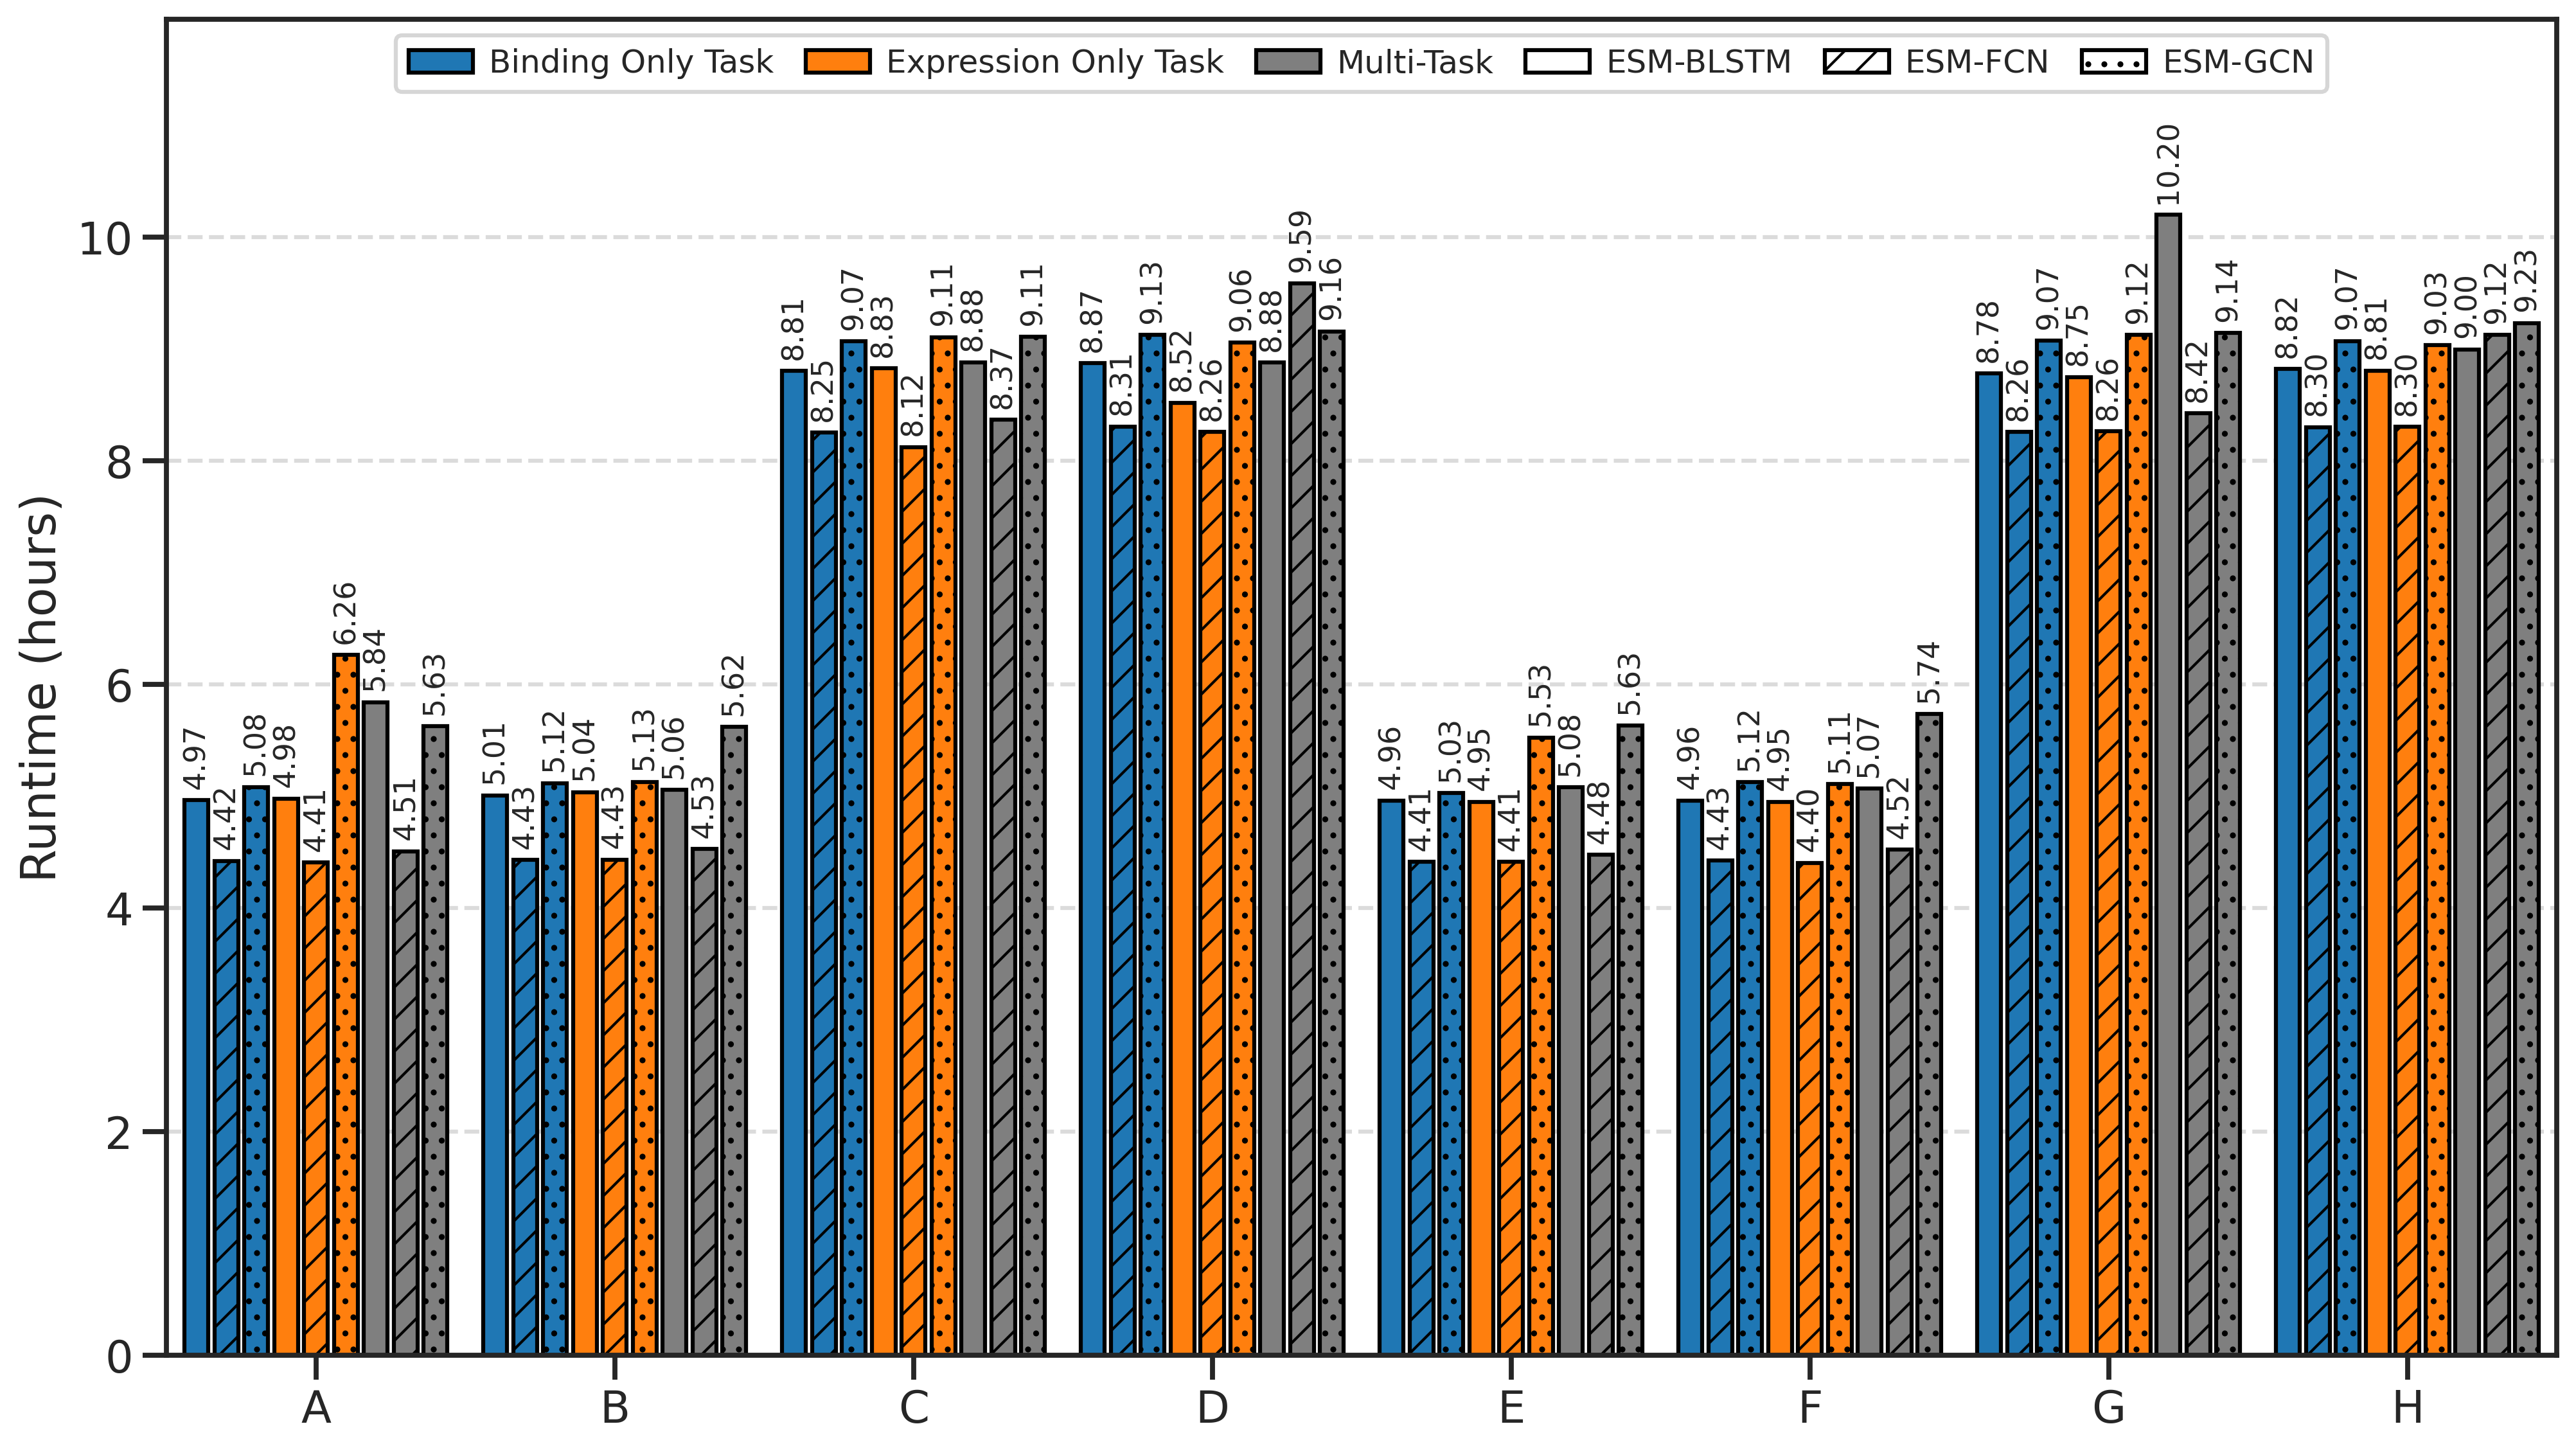 Binding Only Task Expression Only Task Multi-Task ESM-BLSTM ESM-FCN ESM-GCN
Runtime (hours)
10
8
6
4
2
0
4.97 4.42 5.08 4.98 4.41 6.26 5.84 4.51 5.63
5.01 4.43 5.12 5.04 4.43 5.13 5.06 4.53 5.62
8.81 8.25 9.07 8.83 8.12 9.11 8.88 8.37 9.11
8.87 8.31 9.13 8.52 8.26 9.06 8.88 9.59 9.16
4.96 4.41 5.03 4.95 4.41 5.53 5.08 4.48 5.63
4.96 4.43 5.12 4.95 4.40 5.11 5.07 4.52 5.74
8.78 8.26 9.07 8.75 8.26 9.12 10.20 8.42 9.14
8.82 8.30 9.07 8.81 8.30 9.03 9.00 9.12 9.23
A B C D E F G H